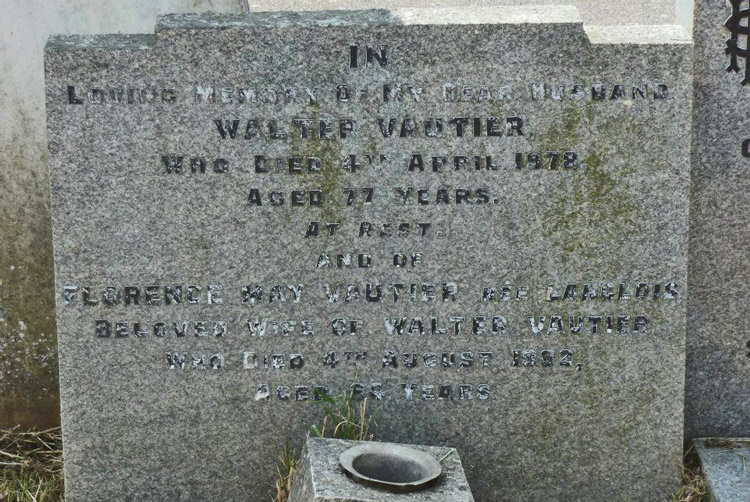 IN
LOVING MEMORY OF MY DEAR HUSBAND
WALTER VAUTIER,
WHO DIED 4TH APRIL 1978,
AGED 77 YEARS.
AT REST.
AND OF
FLORENCE MAY VAUTIER NÉE LANGLOIS
BELOVED WIFE OF WALTER VAUTIER
WHO DIED 4TH AUGUST
AGED YEARS